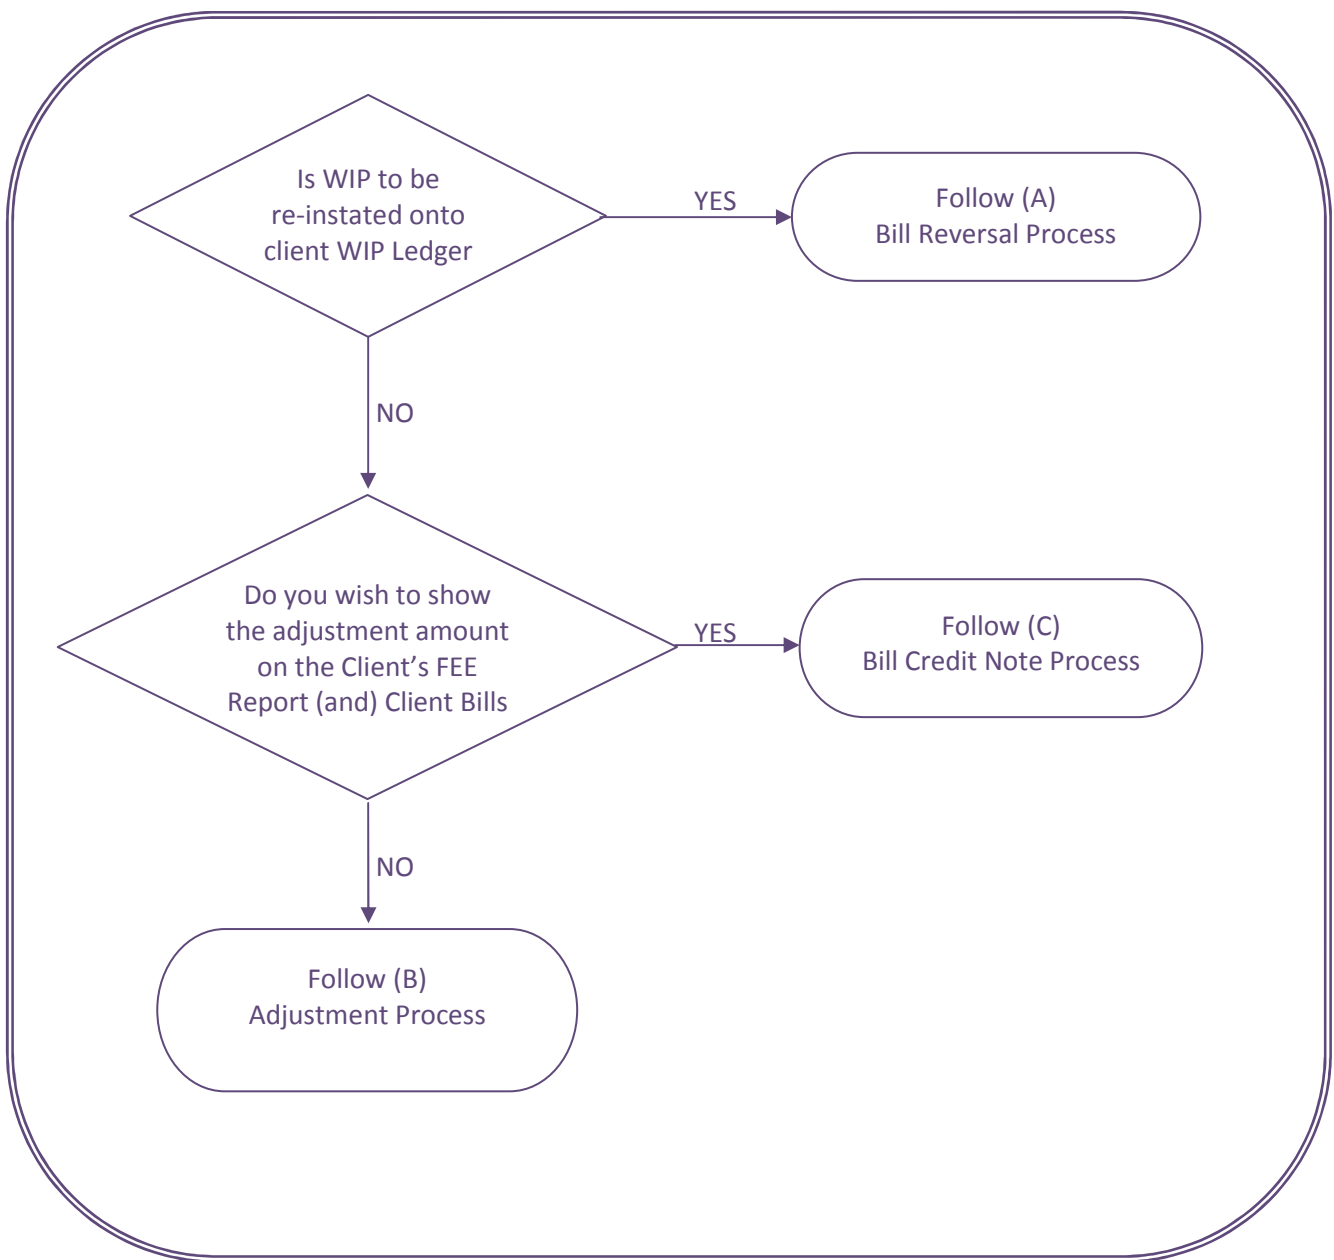 Is WIP to be
re-instated onto
client WIP Ledger
YES
Follow (A)
Bill Reversal Process
NO
Do you wish to show
the adjustment amount
on the Client’s FEE
Report (and) Client Bills
YES
Follow (C)
Bill Credit Note Process
NO
Follow (B)
Adjustment Process